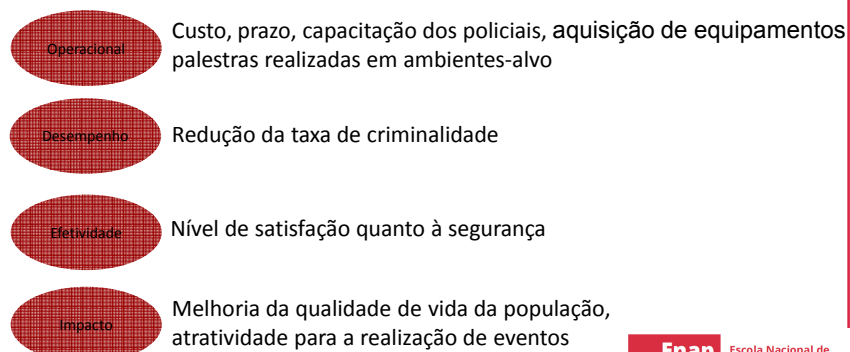 Operacional
Custo, prazo, capacitação dos policiais, aquisição de equipamentos
palestras realizadas em ambientes-alvo
Desempenho
Redução da taxa de criminalidade
Efetividade
Nível de satisfação quanto à segurança
Impacto
Melhoria da qualidade de vida da população,
atratividade para a realização de eventos
Enap Escola Nacional de